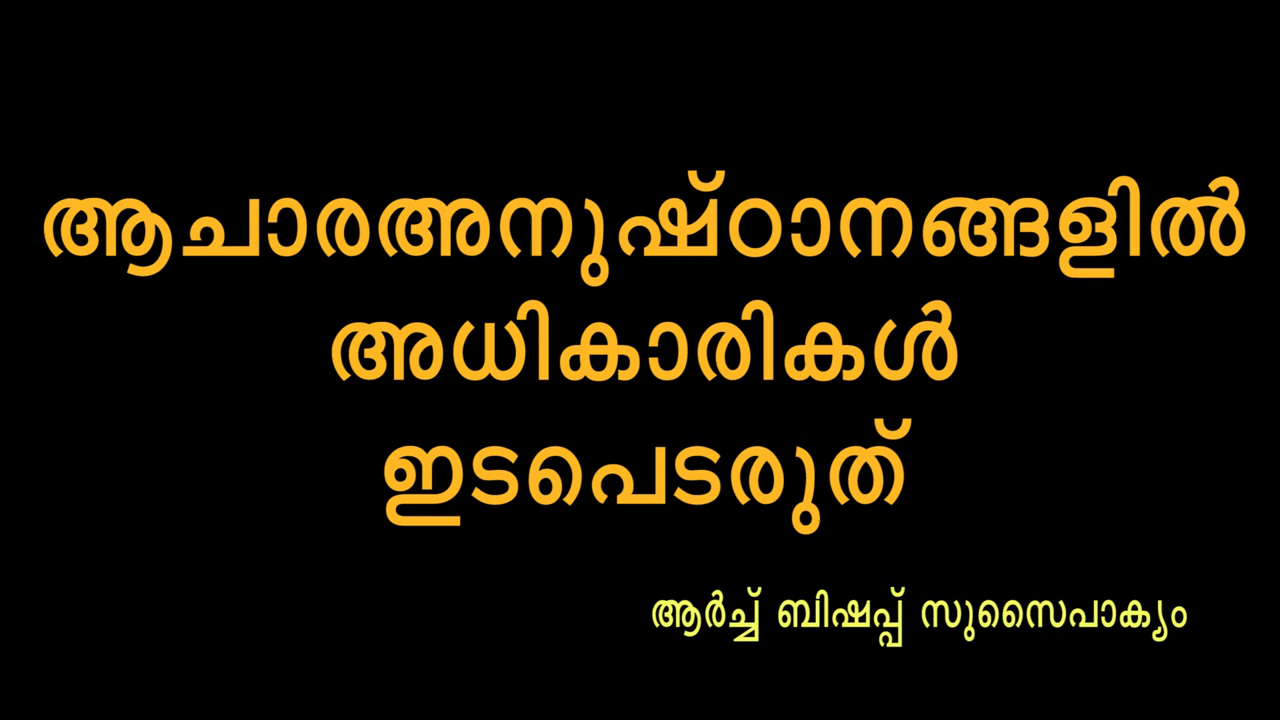 ആചാരഅനുഷ്ഠാനങ്ങളിൽ
അധികാരികൾ
ഇടപെടരുത്
ആർച്ച് ബിഷപ്പ് സുസൈപാക്യം